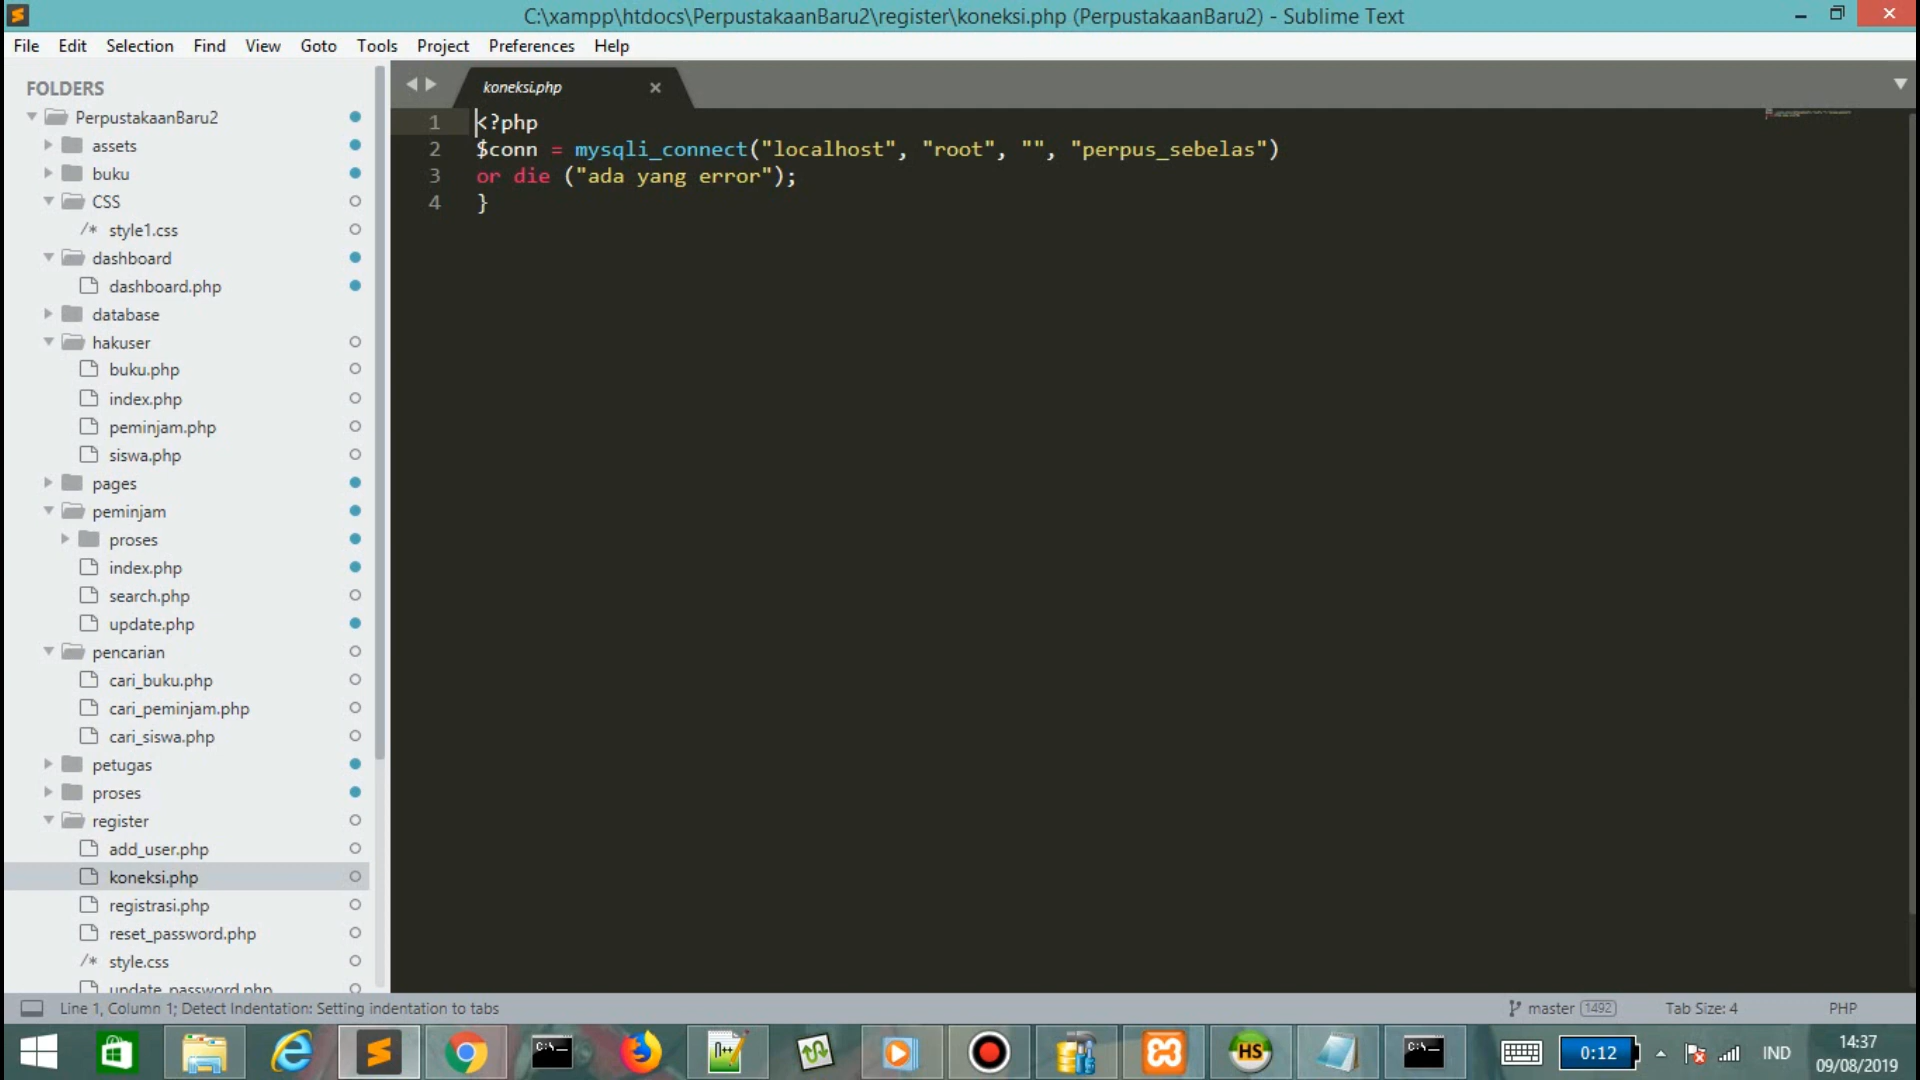 C:\xampp\htdocs\PerpustakaanBaru2\register\koneksi.php (PerpustakaanBaru2) - Sublime Text
File Edit Selection Find View Goto Tools Project Preferences Help
FOLDERS
PerpustakaanBaru2
assets
buku
CSS
/* style1.css
dashboard
dashboard.php
database
hakuser
buku.php
index.php
peminjam.php
siswa.php
pages
peminjam
proses
index.php
search.php
update.php
pencarian
cari_buku.php
cari_peminjam.php
cari_siswa.php
petugas
proses
register
add_user.php
koneksi.php
registrasi.php
reset_password.php
/* style.css
update_password.php
koneksi.php
1 <?php
2 $conn = mysqli_connect("localhost", "root", "", "perpus_sebelas")
3 or die ("ada yang error");
4 }
Line 1, Column 1; Detect Indentation: Setting indentation to tabs
master 1492 Tab Size: 4 PHP
C:\_
HS
C:\_
0:12
IND
14:37
09/08/2019